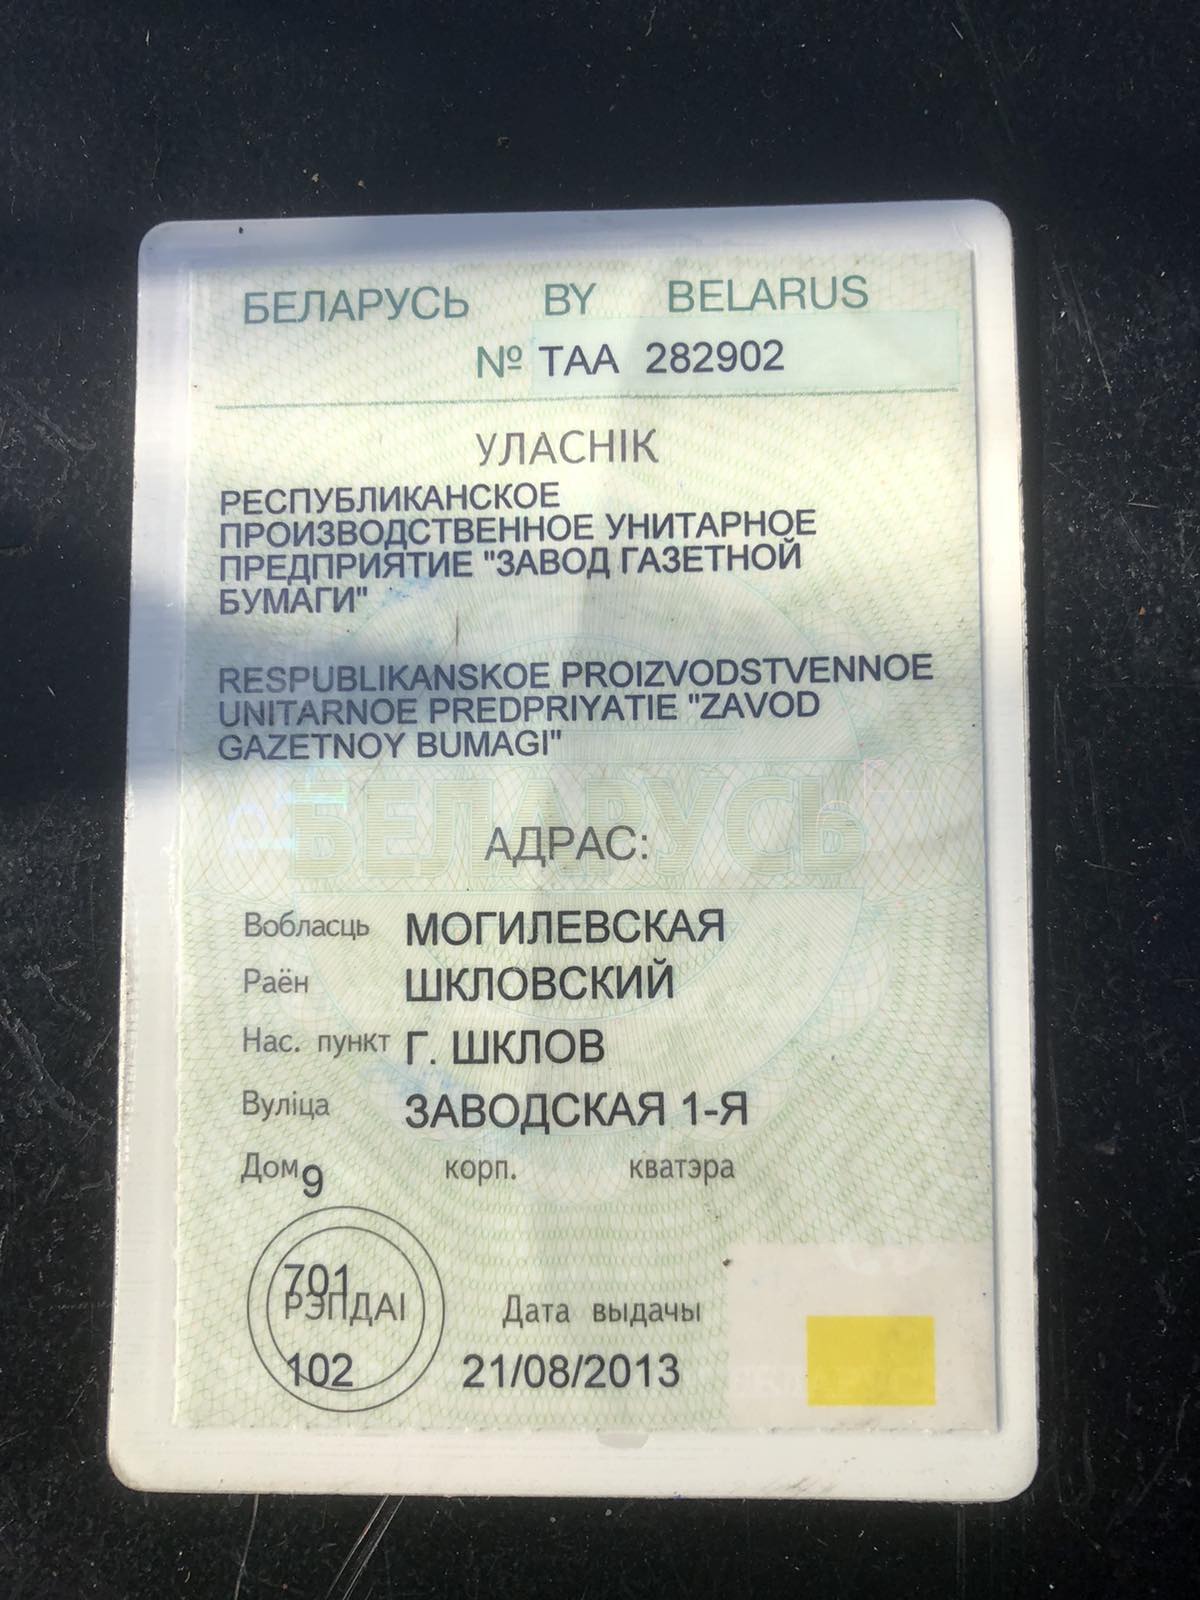 БЕЛАРУСЬ BY BELARUS
№ ТАА 282902
УЛАСНІК
РЕСПУБЛИКАНСКОЕ
ПРОИЗВОДСТВЕННОЕ УНИТАРНОЕ
ПРЕДПРИЯТИЕ "ЗАВОД ГАЗЕТНОЙ
БУМАГИ"
RESPUBLIKANSKOE PROIZVODSTVENNOE
UNITARNOE PREDPRIYATIE "ZAVOD
GAZETNOY BUMAGI"
БЕЛАРУСЬ
АДРАС:
Вобласць МОГИЛЕВСКАЯ
Раён ШКЛОВСКИЙ
Нас. пункт Г. ШКЛОВ
Вуліца ЗАВОДСКАЯ 1-Я
Дом 9 корп. кватэра
701
РЭПДАІ Дата выдачы
102 21/08/2013